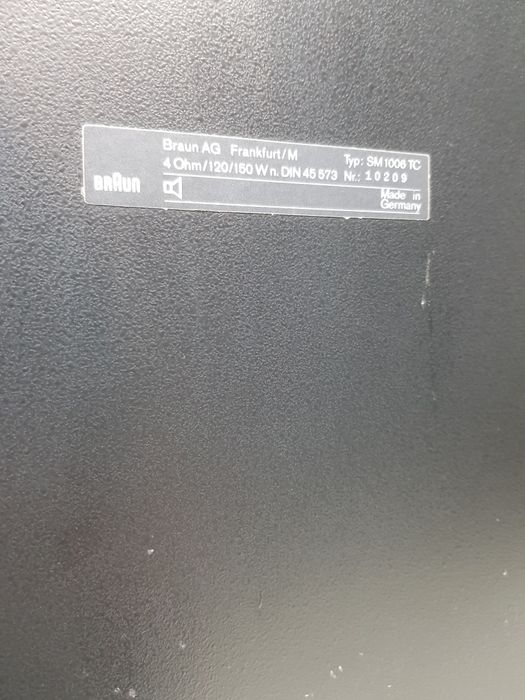 BRAUN
Braun AG Frankfurt/M
4 Ohm/120/150 W n. DIN 45 573
Typ: SM 1006 TC
Nr.: 10209
Made in
Germany